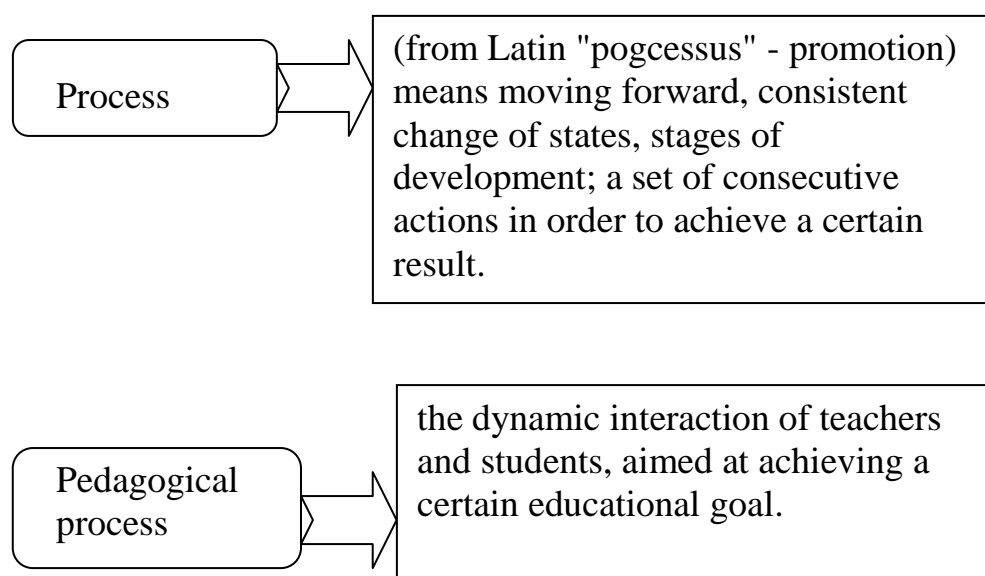 Process
(from Latin "pogcessus" - promotion)
means moving forward, consistent
change of states, stages of
development; a set of consecutive
actions in order to achieve a certain
result.
Pedagogical
process
the dynamic interaction of teachers
and students, aimed at achieving a
certain educational goal.